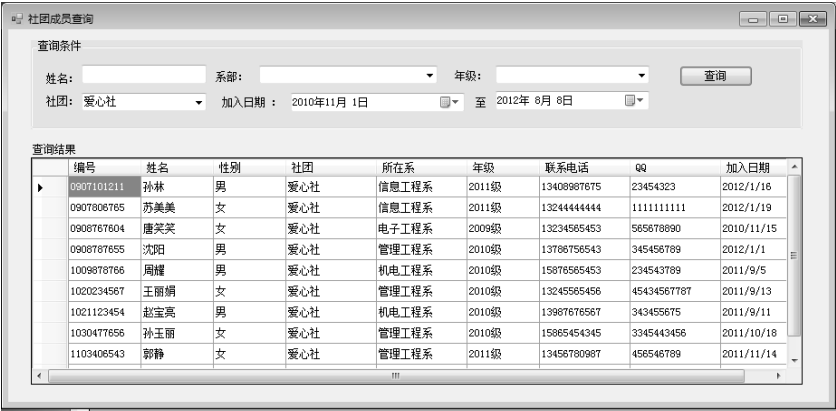 社团成员查询
查询条件
姓名： 系部： 年级： 查询
社团： 爱心社 加入日期 ： 2010年11月 1日 至 2012年 8月 8日
查询结果
编号 姓名 性别 社团 所在系 年级 联系电话 QQ 加入日期
0907101211 孙林 男 爱心社 信息工程系 2011级 13408987675 23454323 2012/1/16
0907806765 苏美美 女 爱心社 信息工程系 2011级 13244444444 1111111111 2012/1/19
0908767604 唐笑笑 女 爱心社 电子工程系 2009级 13234565453 565678890 2010/11/15
0908787655 沈阳 男 爱心社 管理工程系 2010级 13786756543 345456789 2012/1/1
1009878766 周耀 男 爱心社 机电工程系 2010级 15876565453 234543789 2011/9/5
1020234567 王丽娟 女 爱心社 管理工程系 2010级 13245565456 45434567787 2011/9/13
1021123454 赵宝亮 男 爱心社 机电工程系 2010级 13987676567 343455675 2011/9/11
1030477656 孙玉丽 女 爱心社 管理工程系 2010级 15865454345 3345443456 2011/10/18
1103406543 郭静 女 爱心社 管理工程系 2011级 13456780987 456546789 2011/11/14